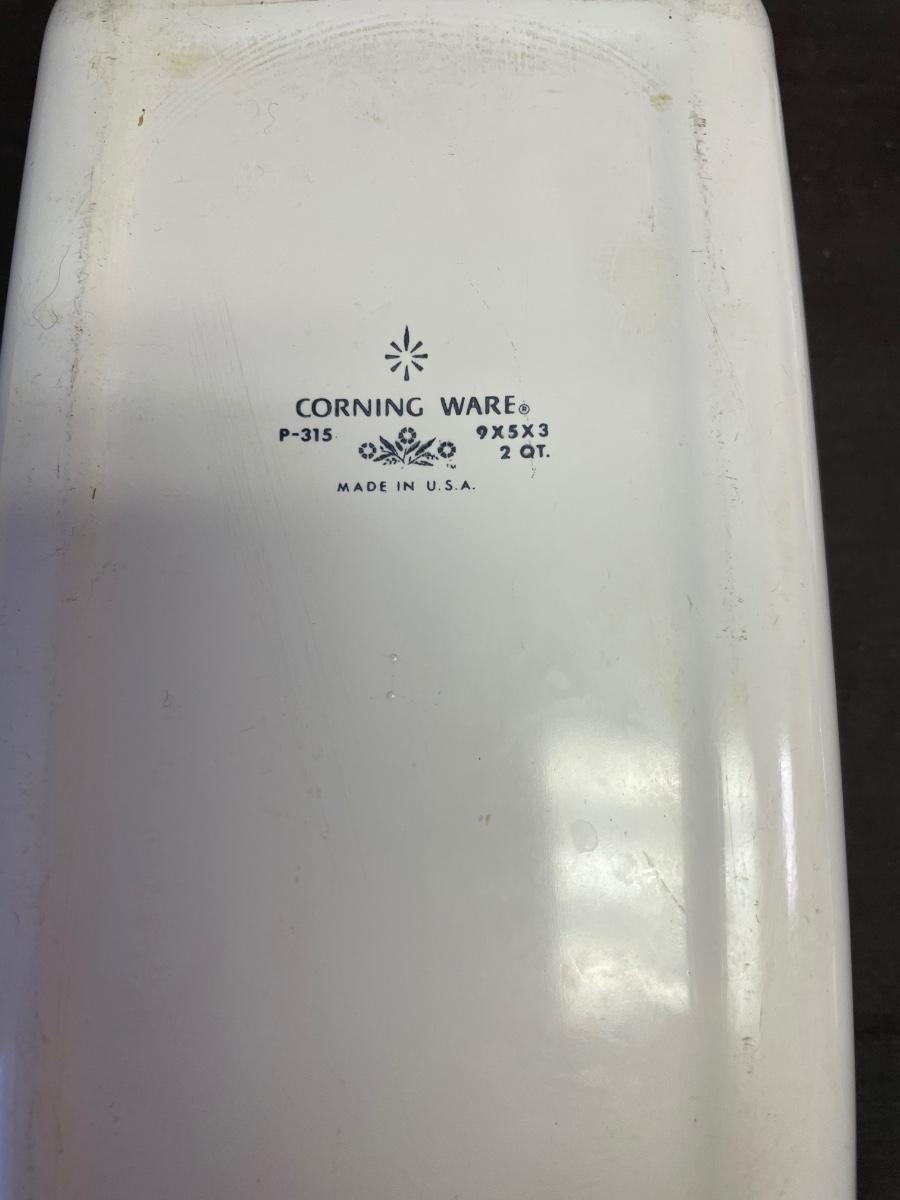 CORNING WARE®
P-315 9X5X3
2 QT.
™
MADE IN U.S.A.